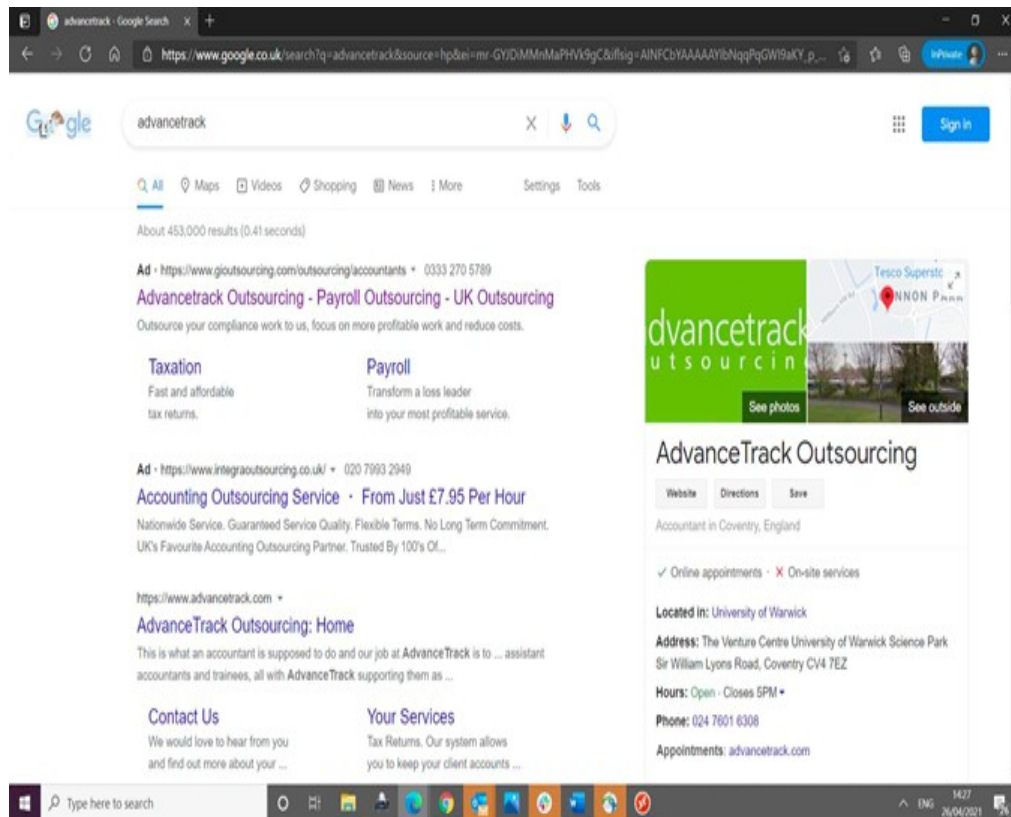 advancetrack - Google Search
https://www.google.co.uk/search?q=advancetrack&source=hp&ei=
InPrivate
Google
advancetrack
Sign in
All Maps Videos Shopping News More Settings Tools
About 453,000 results (0.41 seconds)
Ad · https://www.gioutsourcing.com/outsourcing/accountants 0333 270 5789
Advancetrack Outsourcing - Payroll Outsourcing - UK Outsourcing
Outsource your compliance work to us, focus on more profitable work and reduce costs.
Taxation
Fast and affordable
tax returns.
Payroll
Transform a loss leader
into your most profitable service.
Ad · https://www.integraoutsourcing.co.uk/ 020 7993 2949
Accounting Outsourcing Service · From Just £7.95 Per Hour
Nationwide Service. Guaranteed Service Quality. Flexible Terms. No Long Term Commitment.
UK's Favourite Accounting Outsourcing Partner. Trusted By 100's Of...
https://www.advancetrack.com
AdvanceTrack Outsourcing: Home
This is what an accountant is supposed to do and our job at AdvanceTrack is to ... assistant
accountants and trainees, all with AdvanceTrack supporting them as ...
Contact Us
We would love to hear from you
and find out more about your ...
Your Services
Tax Returns. Our system allows
you to keep your client accounts ...
dvancetrack
utsourcing
Tesco Superstc
NNON PARK
See photos
See outside
AdvanceTrack Outsourcing
Website Directions Save
Accountant in Coventry, England
✓ Online appointments · X On-site services
Located in: University of Warwick
Address: The Venture Centre University of Warwick Science Park
Sir William Lyons Road, Coventry CV4 7EZ
Hours: Open · Closes 5PM
Phone: 024 7601 6308
Appointments: advancetrack.com
Type here to search
ENG
14:27
26/04/2021